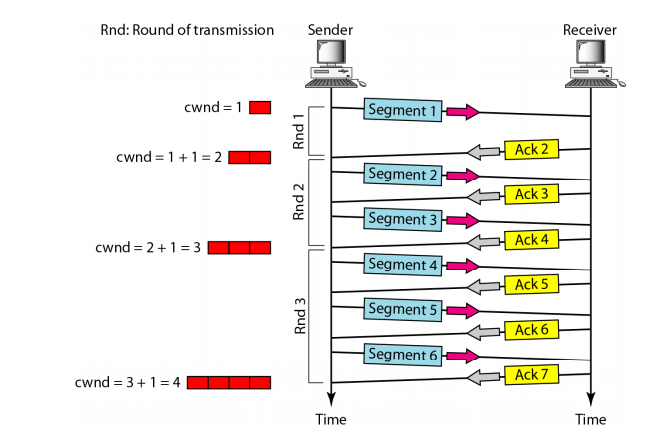 Rnd: Round of transmission
Sender
Receiver
cwnd = 1
Rnd 1
Segment 1
Ack 2
cwnd = 1 + 1 = 2
Rnd 2
Segment 2
Ack 3
Segment 3
Ack 4
cwnd = 2 + 1 = 3
Rnd 3
Segment 4
Ack 5
Segment 5
Ack 6
Segment 6
Ack 7
cwnd = 3 + 1 = 4
Time
Time